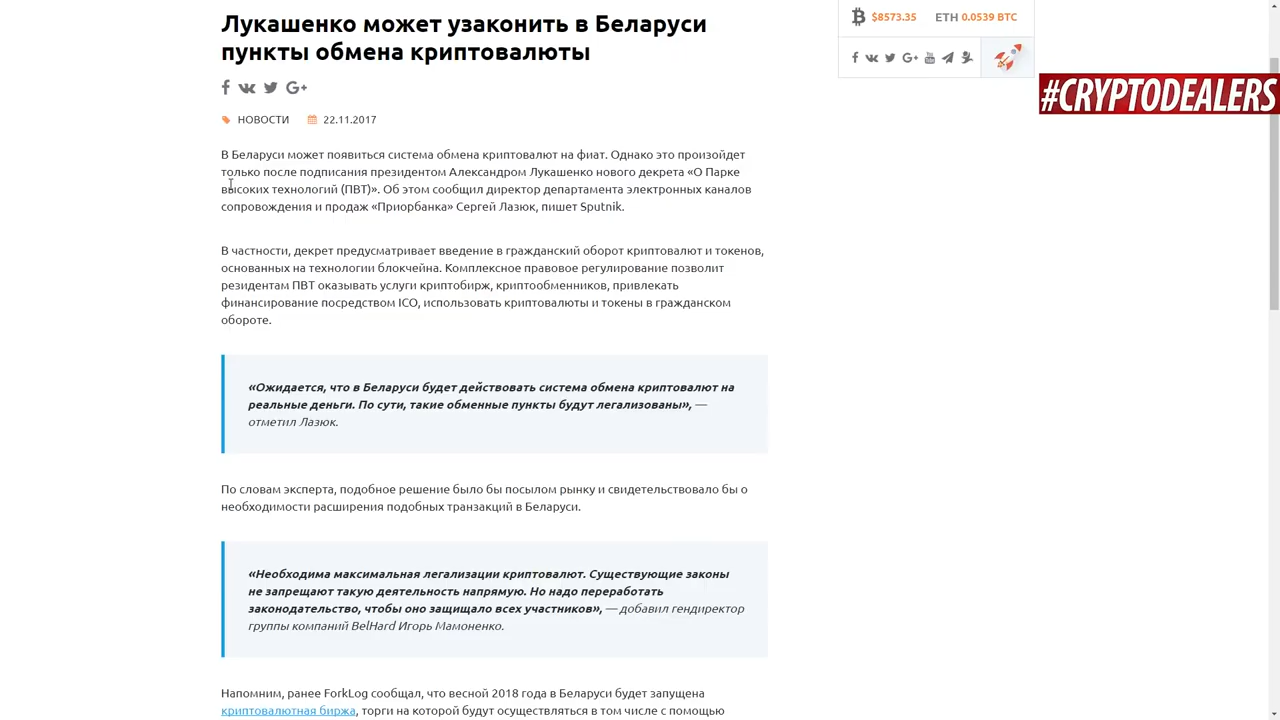 Лукашенко может узаконить в Беларуси
пункты обмена криптовалюты
НОВОСТИ 22.11.2017
В Беларуси может появиться система обмена криптовалют на фиат. Однако это произойдет
только после подписания президентом Александром Лукашенко нового декрета «О Парке
высоких технологий (ПВТ)». Об этом сообщил директор департамента электронных каналов
сопровождения и продаж «Приорбанка» Сергей Лазюк, пишет Sputnik.
В частности, декрет предусматривает введение в гражданский оборот криптовалют и токенов,
основанных на технологии блокчейна. Комплексное правовое регулирование позволит
резидентам ПВТ оказывать услуги криптобирж, криптообменников, привлекать
финансирование посредством ICO, использовать криптовалюты и токены в гражданском
обороте.
«Ожидается, что в Беларуси будет действовать система обмена криптовалют на
реальные деньги. По сути, такие обменные пункты будут легализованы», —
отметил Лазюк.
По словам эксперта, подобное решение было бы посылом рынку и свидетельствовало бы о
необходимости расширения подобных транзакций в Беларуси.
«Необходима максимальная легализации криптовалют. Существующие законы
не запрещают такую деятельность напрямую. Но надо переработать
законодательство, чтобы оно защищало всех участников», — добавил гендиректор
группы компаний BelHard Игорь Мамоненко.
Напомним, ранее ForkLog сообщал, что весной 2018 года в Беларуси будет запущена
криптовалютная биржа, торги на которой будут осуществляться в том числе с помощью
$8573.35 ETH 0.0539 BTC
#CRYPTODEALERS